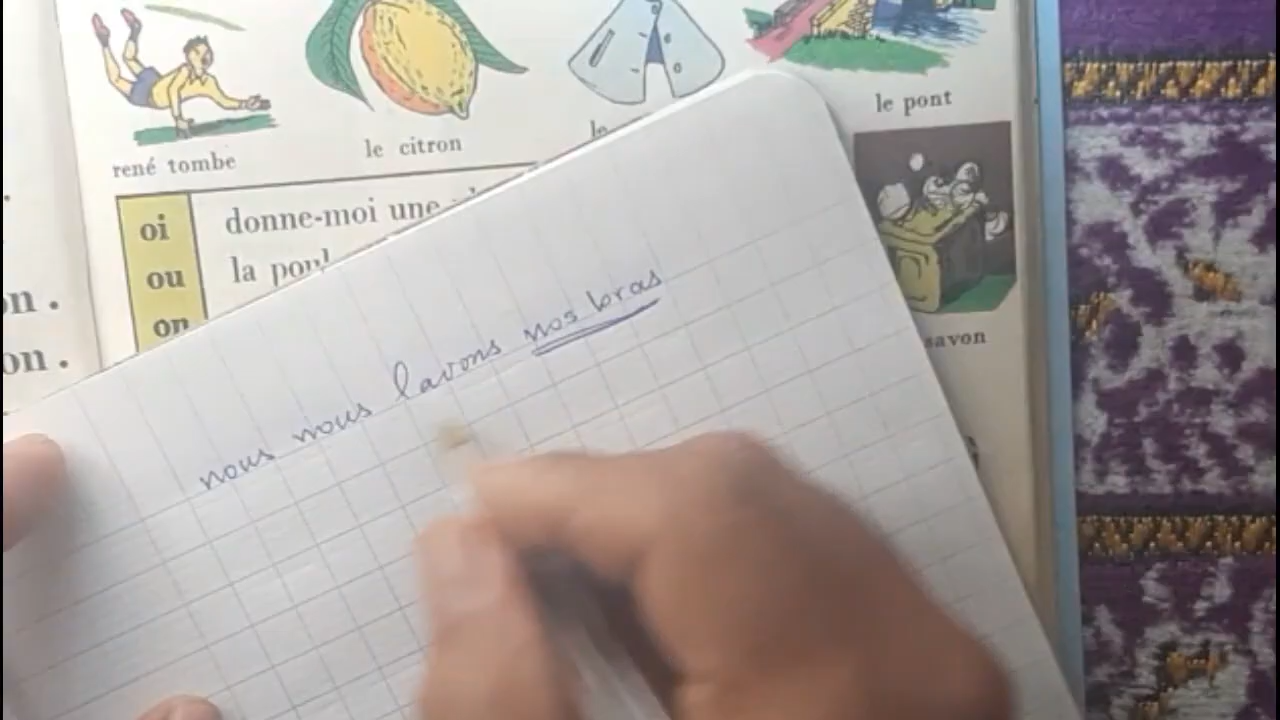 rené tombe
le citron
le
le pont
oi donne-moi une
ou la poul
on
savon
on.
on.
nous nous lavons nos bras